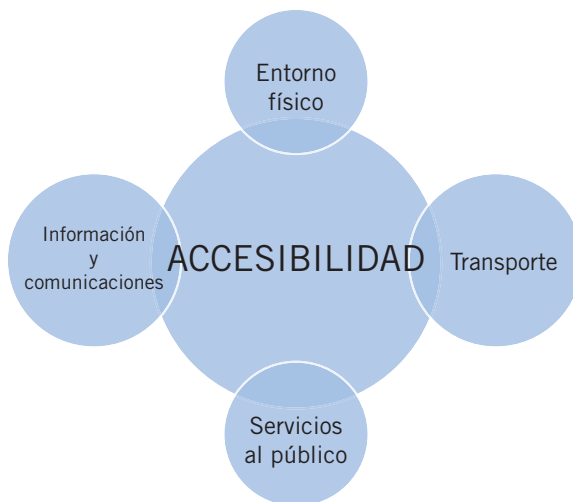 Entorno
físico
Información
y
comunicaciones
ACCESIBILIDAD
Transporte
Servicios
al público